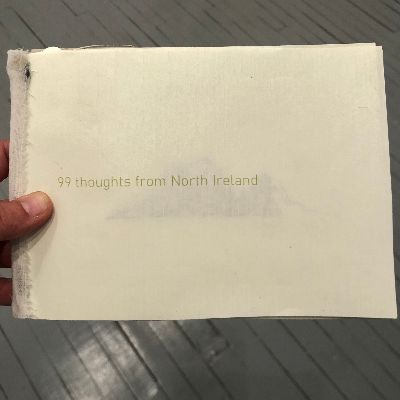 99 thoughts from North Ireland